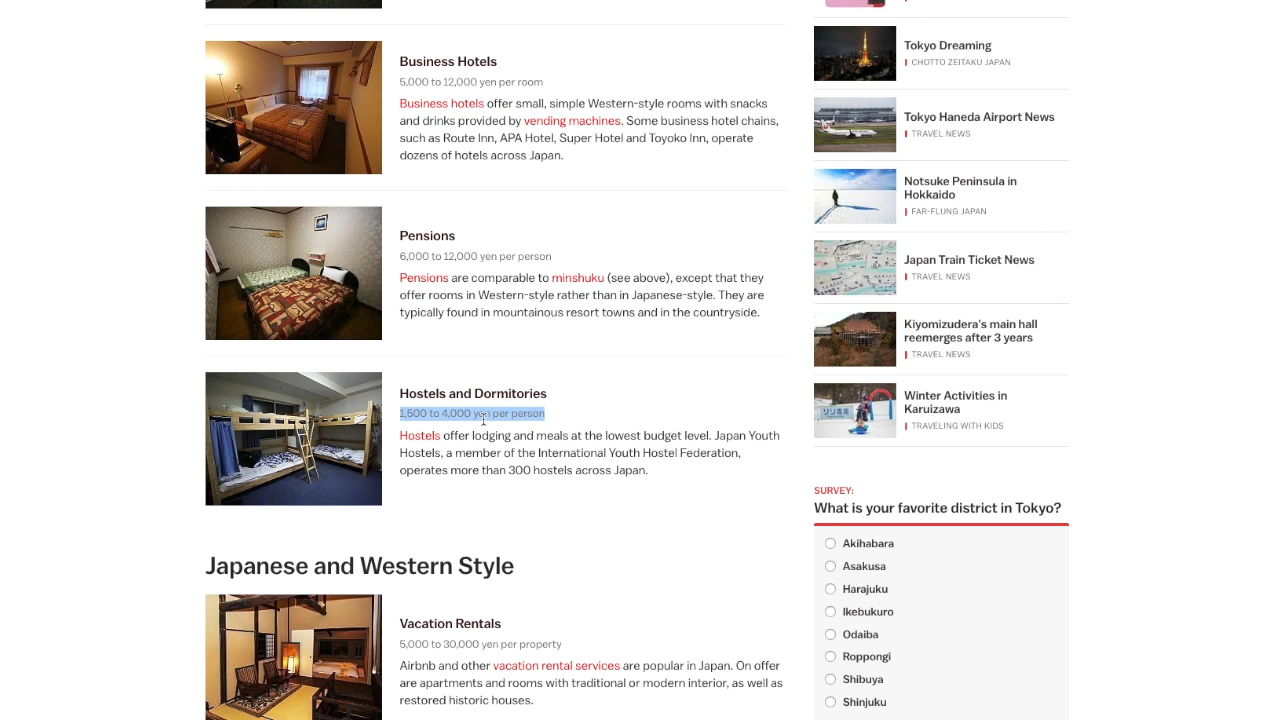 Business Hotels
5,000 to 12,000 yen per room
Business hotels offer small, simple Western-style rooms with snacks
and drinks provided by vending machines. Some business hotel chains,
such as Route Inn, APA Hotel, Super Hotel and Toyoko Inn, operate
dozens of hotels across Japan.
Pensions
6,000 to 12,000 yen per person
Pensions are comparable to minshuku (see above), except that they
offer rooms in Western-style rather than in Japanese-style. They are
typically found in mountainous resort towns and in the countryside.
Hostels and Dormitories
1,500 to 4,000 yen per person
Hostels offer lodging and meals at the lowest budget level. Japan Youth
Hostels, a member of the International Youth Hostel Federation,
operates more than 300 hostels across Japan.
Japanese and Western Style
Vacation Rentals
5,000 to 30,000 yen per property
Airbnb and other vacation rental services are popular in Japan. On offer
are apartments and rooms with traditional or modern interior, as well as
restored historic houses.
Tokyo Dreaming
CHOTTO ZEITAKU JAPAN
Tokyo Haneda Airport News
TRAVEL NEWS
Notsuke Peninsula in
Hokkaido
FAR-FLUNG JAPAN
Japan Train Ticket News
TRAVEL NEWS
Kiyomizudera's main hall
reemerges after 3 years
TRAVEL NEWS
Winter Activities in
Karuizawa
TRAVELING WITH KIDS
SURVEY:
What is your favorite district in Tokyo?
Akihabara
Asakusa
Harajuku
Ikebukuro
Odaiba
Roppongi
Shibuya
Shinjuku